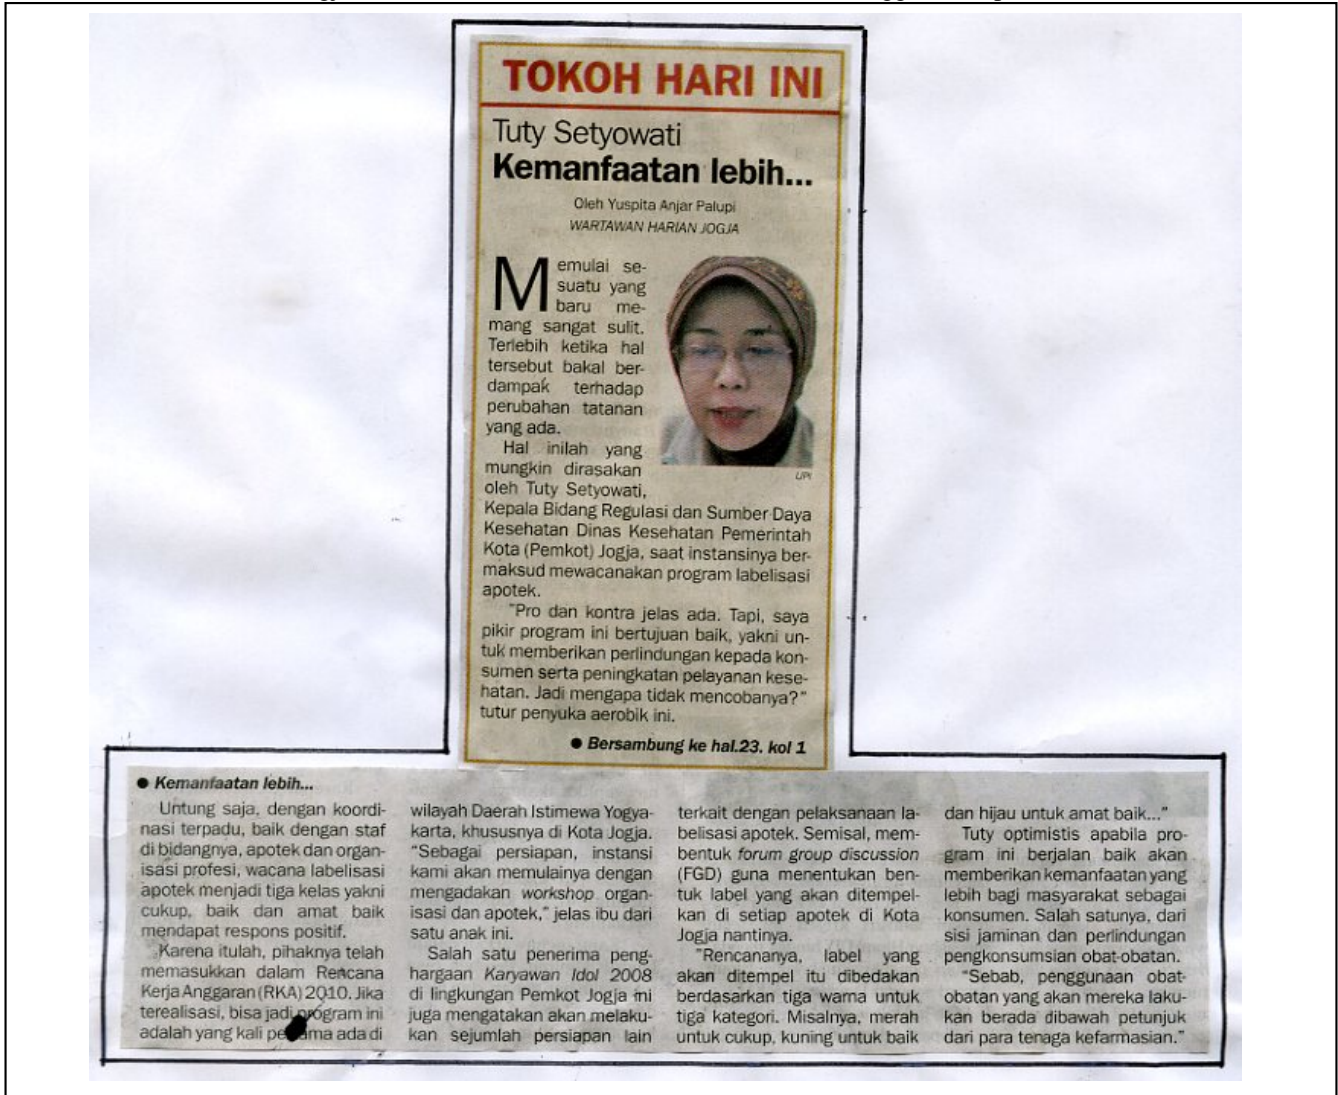 TOKOH HARI INI
Tuty Setyowati
Kemanfaatan lebih...
Oleh Yuspita Anjar Palupi
WARTAWAN HARIAN JOGJA
Memulai se-
suatu yang
baru me-
mang sangat sulit.
Terlebih ketika hal
tersebut bakal ber-
dampak terhadap
perubahan tatanan
yang ada.
Hal inilah yang
mungkin dirasakan
oleh Tuty Setyowati,
UPI
Kepala Bidang Regulasi dan Sumber Daya
Kesehatan Dinas Kesehatan Pemerintah
Kota (Pemkot) Jogja, saat instansinya ber-
maksud mewacanakan program labelisasi
apotek.
"Pro dan kontra jelas ada. Tapi, saya
pikir program ini bertujuan baik, yakni un-
tuk memberikan perlindungan kepada kon-
sumen serta peningkatan pelayanan kese-
hatan. Jadi mengapa tidak mencobanya?"
tutur penyuka aerobik ini.
● Bersambung ke hal.23. kol 1
● Kemanfaatan lebih...
Untung saja, dengan koordi-
nasi terpadu, baik dengan staf
di bidangnya, apotek dan organ-
isasi profesi, wacana labelisasi
apotek menjadi tiga kelas yakni
cukup, baik dan amat baik
mendapat respons positif.
Karena itulah, pihaknya telah
memasukkan dalam Rencana
Kerja Anggaran (RKA) 2010. Jika
terealisasi, bisa jadi program ini
adalah yang kali pertama ada di
wilayah Daerah Istimewa Yogya-
karta, khususnya di Kota Jogja.
"Sebagai persiapan, instansi
kami akan memulainya dengan
mengadakan workshop organ-
isasi dan apotek," jelas ibu dari
satu anak ini.
Salah satu penerima peng-
hargaan Karyawan Idol 2008
di lingkungan Pemkot Jogja ini
juga mengatakan akan melaku-
kan sejumlah persiapan lain
terkait dengan pelaksanaan la-
belisasi apotek. Semisal, mem-
bentuk forum group discussion
(FGD) guna menentukan ben-
tuk label yang akan ditempel-
kan di setiap apotek di Kota
Jogja nantinya.
"Rencananya, label yang
akan ditempel itu dibedakan
berdasarkan tiga warna untuk
tiga kategori. Misalnya, merah
untuk cukup, kuning untuk baik
dan hijau untuk amat baik..."
Tuty optimistis apabila pro-
gram ini berjalan baik akan
memberikan kemanfaatan yang
lebih bagi masyarakat sebagai
konsumen. Salah satunya, dari
sisi jaminan dan perlindungan
pengkonsumsian obat-obatan.
"Sebab, penggunaan obat-
obatan yang akan mereka laku-
kan berada dibawah petunjuk
dari para tenaga kefarmasian."